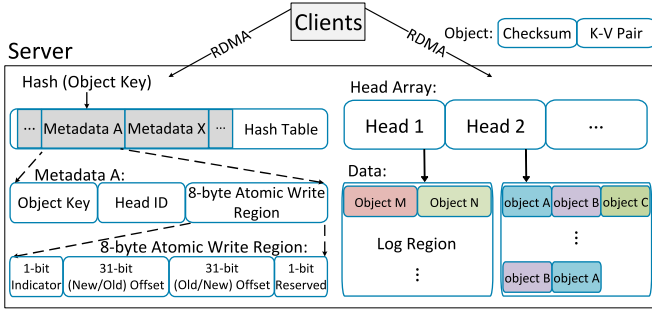 Clients
RDMA
RDMA
Object:
Checksum
K-V Pair
Server
Hash (Object Key)
...
Metadata A
Metadata X
...
Hash Table
Metadata A:
Object Key
Head ID
8-byte Atomic Write
Region
8-byte Atomic Write Region:
1-bit
Indicator
31-bit
(New/Old) Offset
31-bit
(Old/New) Offset
1-bit
Reserved
Head Array:
Head 1
Head 2
...
Data:
Object M
Object N
Log Region
⋮
object A
object B
object C
⋮
object B
object A